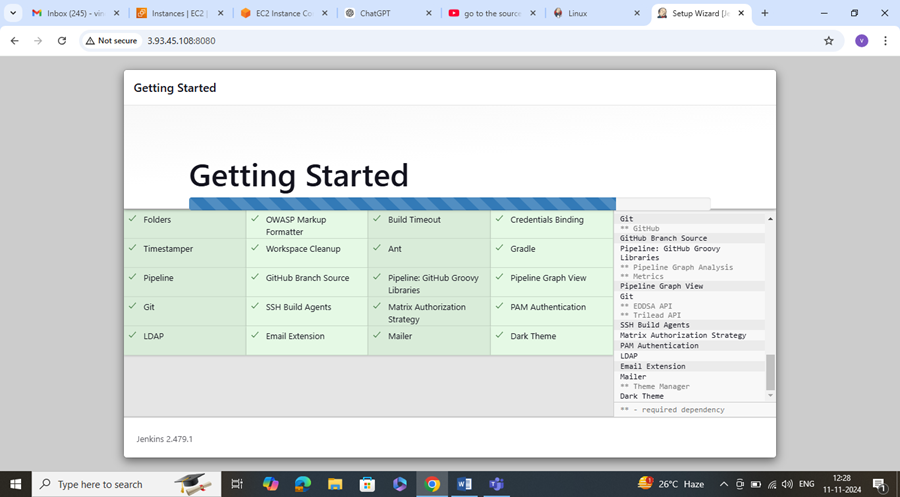 Inbox (245) - vin
Instances | EC2 |
EC2 Instance Co
ChatGPT
go to the source
Linux
Setup Wizard [Je
Not secure
3.93.45.108:8080
v
Getting Started
Getting Started
Folders
OWASP Markup
Formatter
Build Timeout
Credentials Binding
Timestamper
Workspace Cleanup
Ant
Gradle
Pipeline
GitHub Branch Source
Pipeline: GitHub Groovy
Libraries
Pipeline Graph View
Git
SSH Build Agents
Matrix Authorization
Strategy
PAM Authentication
LDAP
Email Extension
Mailer
Dark Theme
Git
** GitHub
GitHub Branch Source
Pipeline: GitHub Groovy
Libraries
** Pipeline Graph Analysis
** Metrics
Pipeline Graph View
Git
** EDDSA API
** Trilead API
SSH Build Agents
Matrix Authorization Strategy
PAM Authentication
LDAP
Email Extension
Mailer
** Theme Manager
Dark Theme
** - required dependency
Jenkins 2.479.1
Type here to search
26°C Haze
ENG
12:28
11-11-2024
1